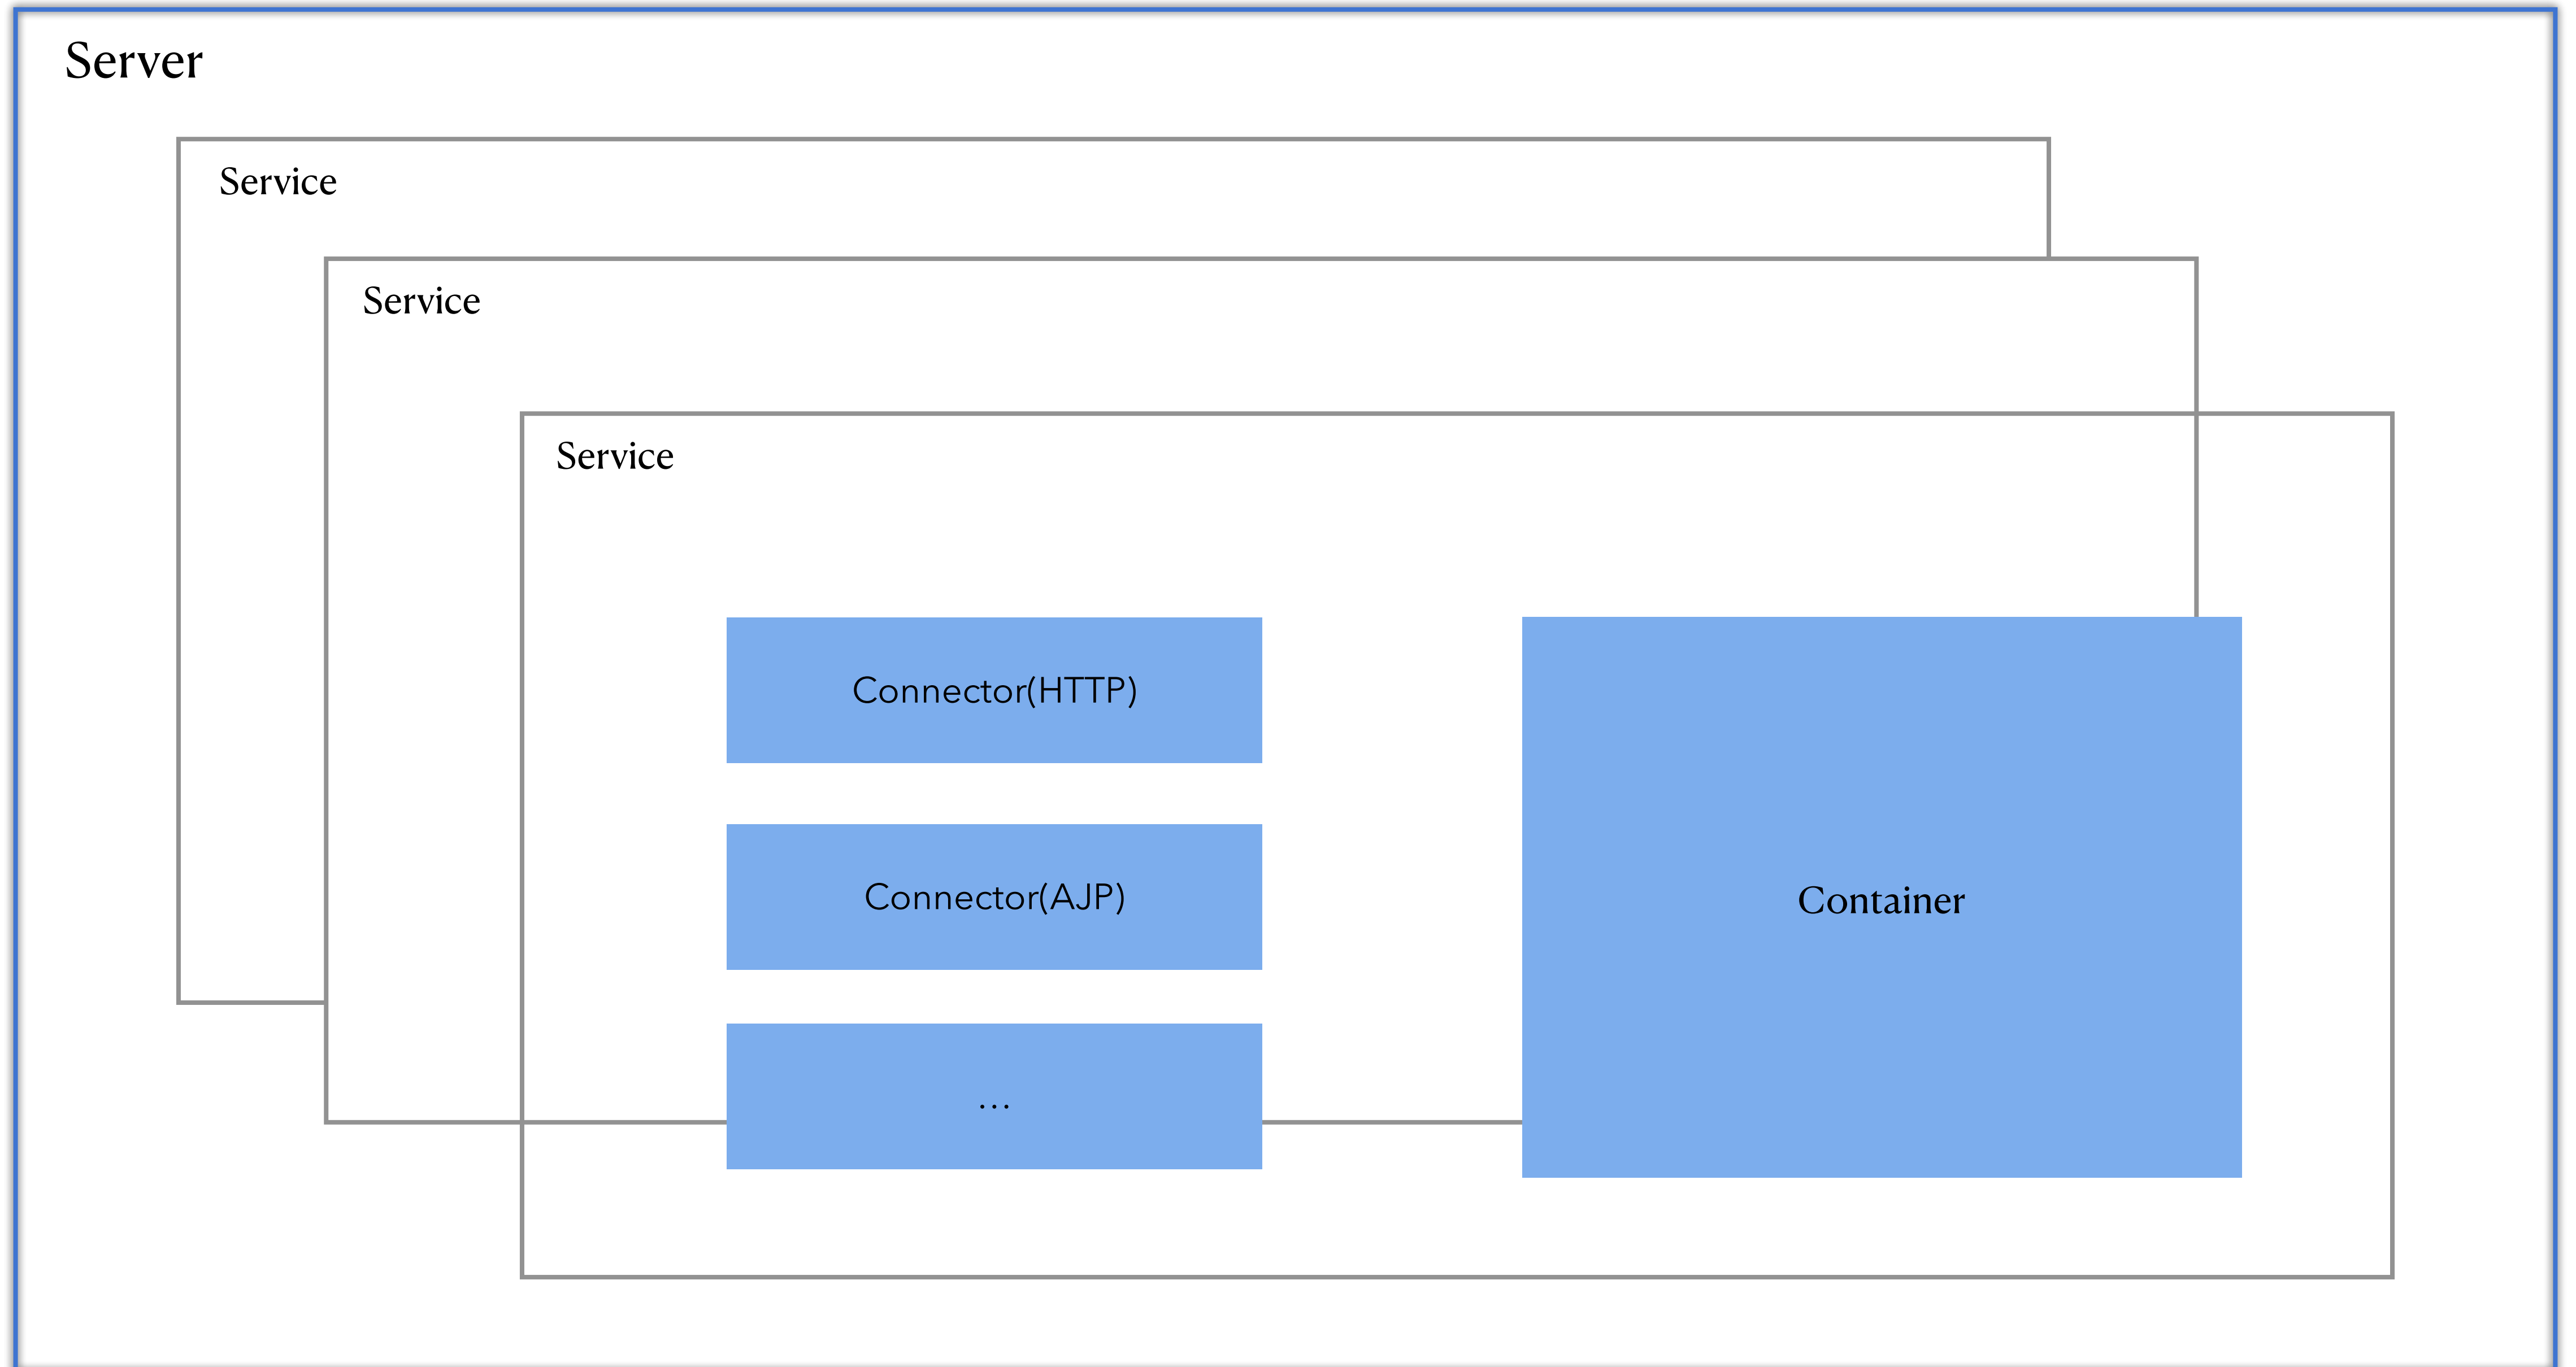 Server
Service
Service
Service
Connector(HTTP)
Connector(AJP)
Container
...